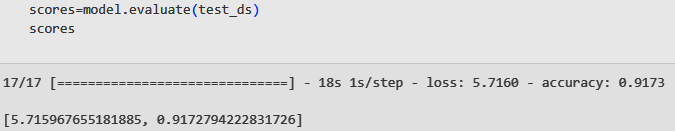 scores=model.evaluate(test_ds)
scores
17/17 [==============================] - 18s 1s/step - loss: 5.7160 - accuracy: 0.9173
[5.715967655181885, 0.9172794222831726]